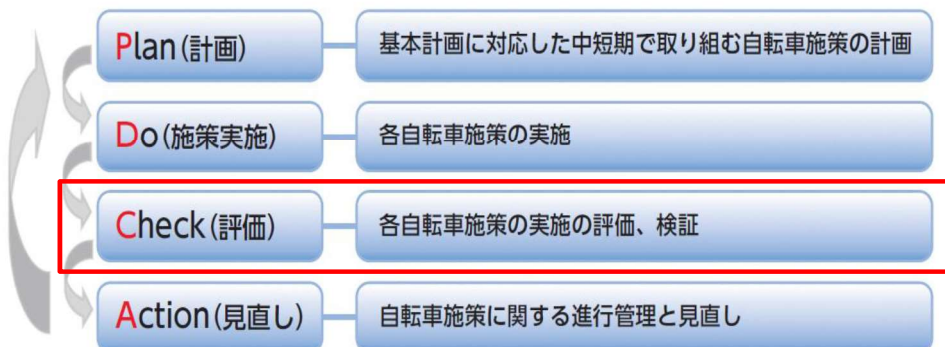 Plan(計画) 基本計画に対応した中短期で取り組む自転車施策の計画
Do(施策実施) 各自転車施策の実施
Check(評価) 各自転車施策の実施の評価、検証
Action(見直し) 自転車施策に関する進行管理と見直し